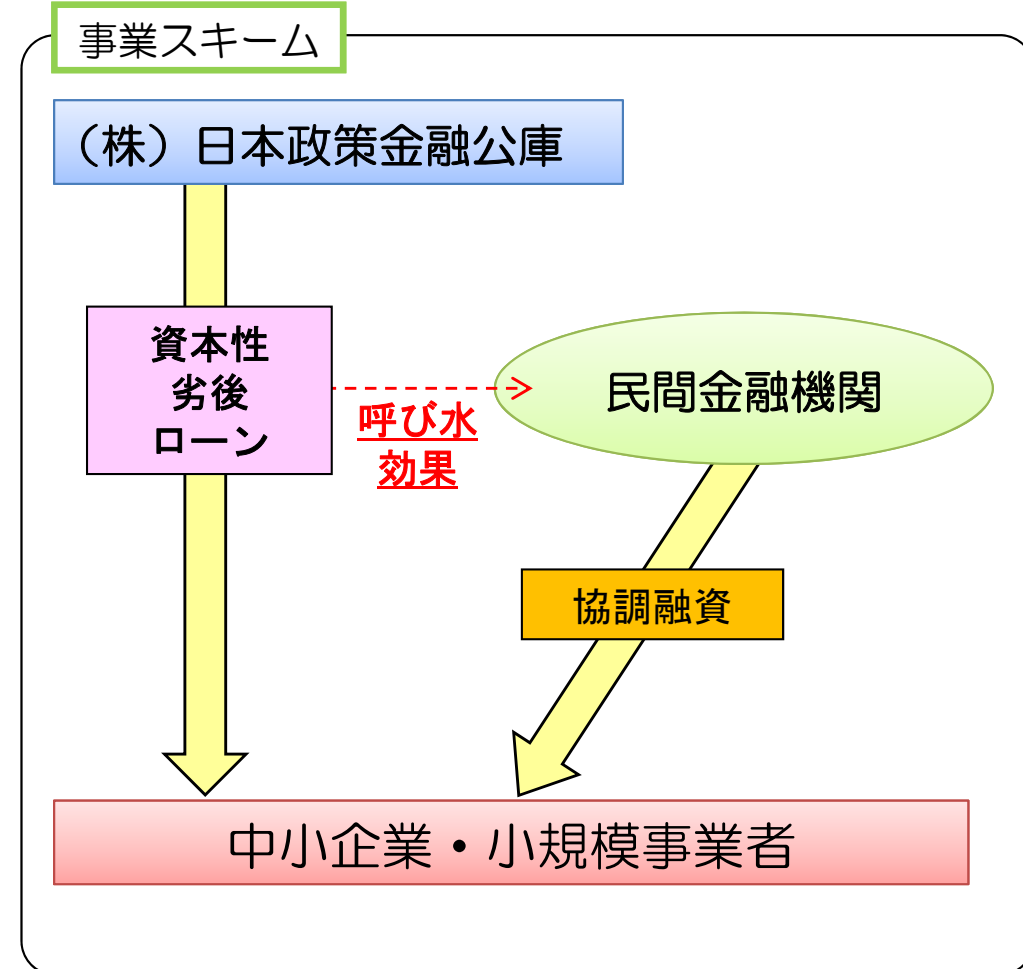 事業スキーム
（株）日本政策金融公庫
資本性
劣後
ローン
呼び水
効果
民間金融機関
協調融資
中小企業・小規模事業者